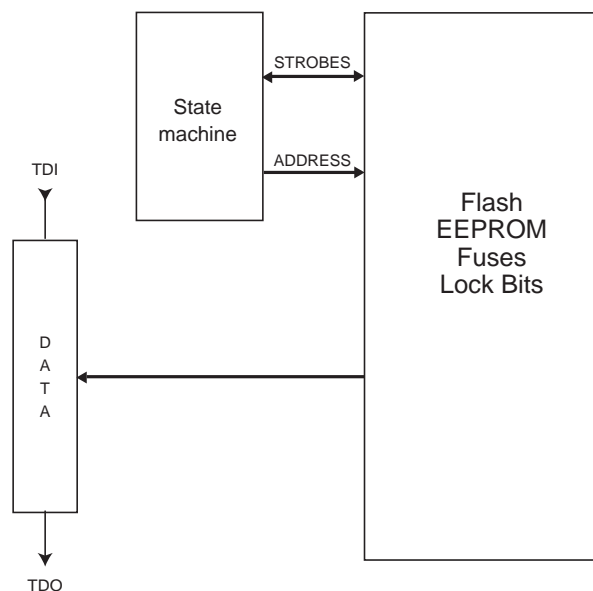 STROBES
State
machine
ADDRESS
TDI
Flash
EEPROM
Fuses
Lock Bits
D
A
T
A
TDO